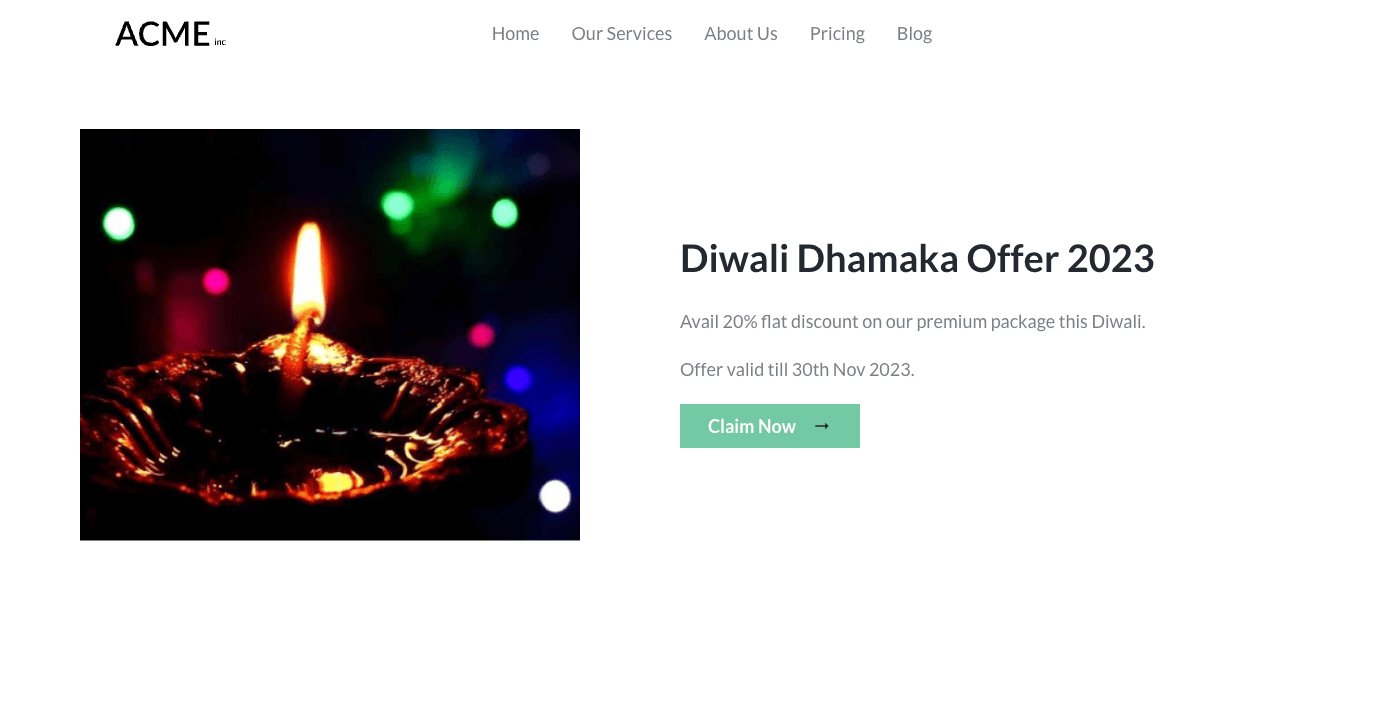 ACME inc
Home Our Services About Us Pricing Blog
Diwali Dhamaka Offer 2023
Avail 20% flat discount on our premium package this Diwali.
Offer valid till 30th Nov 2023.
Claim Now →